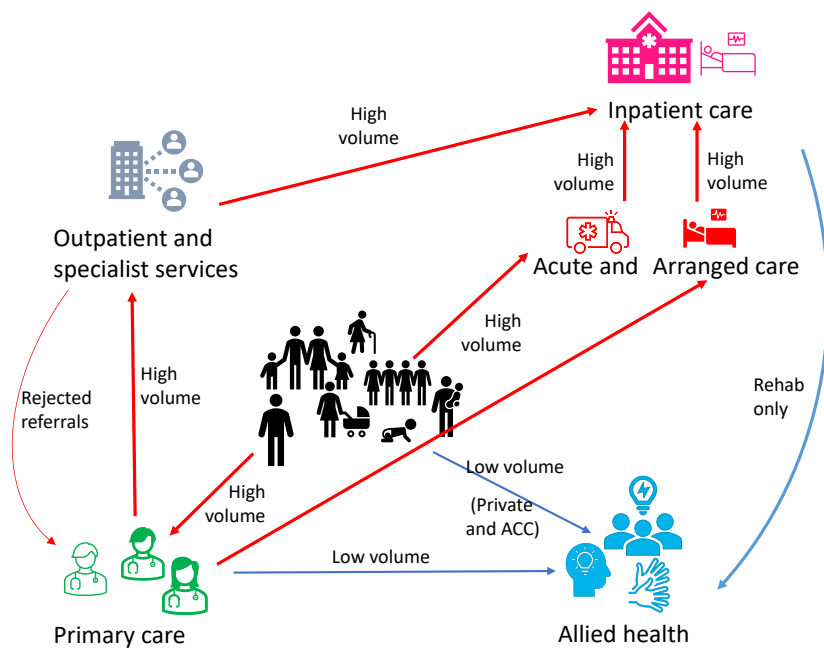 Inpatient care
High
volume
High
volume
High
volume
Outpatient and
specialist services
Acute and
Arranged care
High
volume
High
volume
Rejected
referrals
Rehab
only
High
volume
Low volume
(Private
and ACC)
Low volume
Primary care
Allied health